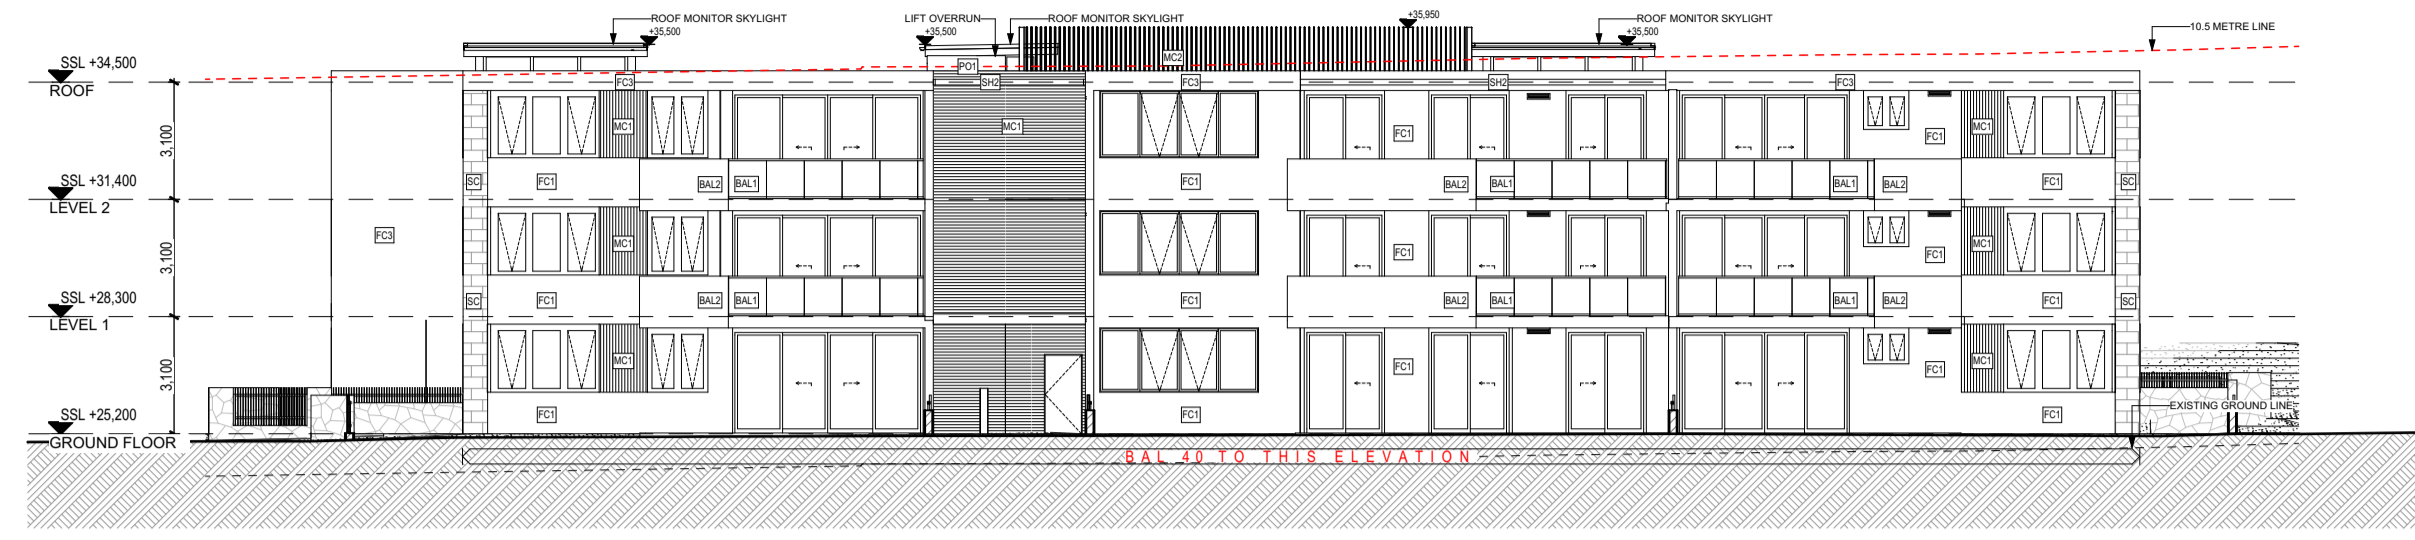 ROOF MONITOR SKYLIGHT
LIFT OVERRUN
ROOF MONITOR SKYLIGHT
+35,950
ROOF MONITOR SKYLIGHT
10.5 METRE LINE
+35,500
+35,500
+35,500
SSL +34,500
ROOF
PO1
MC2
FC3
SH2
FC3
SH2
FC3
3,100
MC1
MC1
FC1
FC1
MC1
SSL +31,400
LEVEL 2
SC
FC1
BAL2
BAL1
FC1
BAL2
BAL1
BAL1
BAL2
FC1
SC
FC3
3,100
MC1
FC1
FC1
MC1
SSL +28,300
LEVEL 1
SC
FC1
BAL2
BAL1
FC1
BAL2
BAL1
BAL1
BAL2
FC1
SC
3,100
MC1
FC1
FC1
MC1
SSL +25,200
GROUND FLOOR
FC1
FC1
FC1
EXISTING GROUND LINE
BAL 40 TO THIS ELEVATION